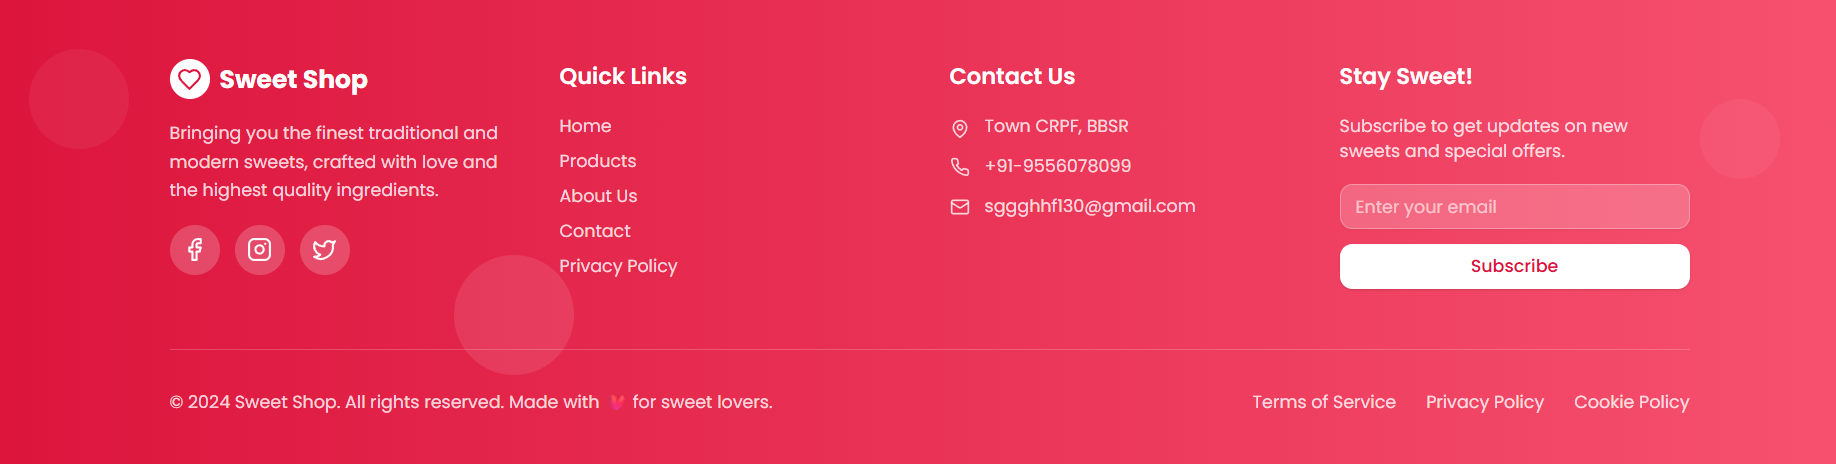 Sweet Shop
Bringing you the finest traditional and
modern sweets, crafted with love and
the highest quality ingredients.
Quick Links
Home
Products
About Us
Contact
Privacy Policy
Contact Us
Town CRPF, BBSR
+91-9556078099
sggghhf130@gmail.com
Stay Sweet!
Subscribe to get updates on new
sweets and special offers.
Enter your email
Subscribe
© 2024 Sweet Shop. All rights reserved. Made with 💕 for sweet lovers.
Terms of Service
Privacy Policy
Cookie Policy